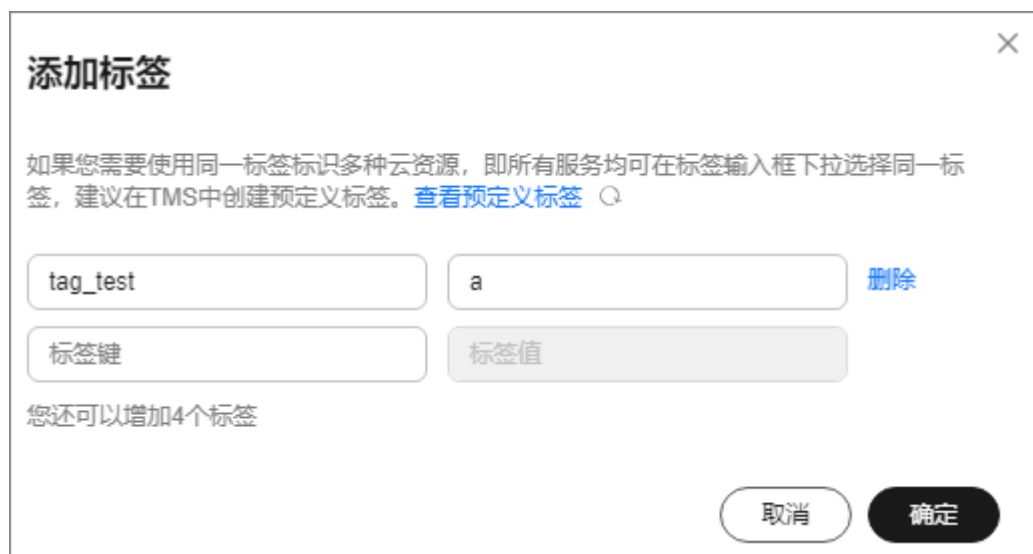 添加标签
如果您需要使用同一标签标识多种云资源，即所有服务均可在标签输入框下拉选择同一标
签，建议在TMS中创建预定义标签。查看预定义标签
tag_test a 删除
标签键 标签值
您还可以增加4个标签
取消 确定